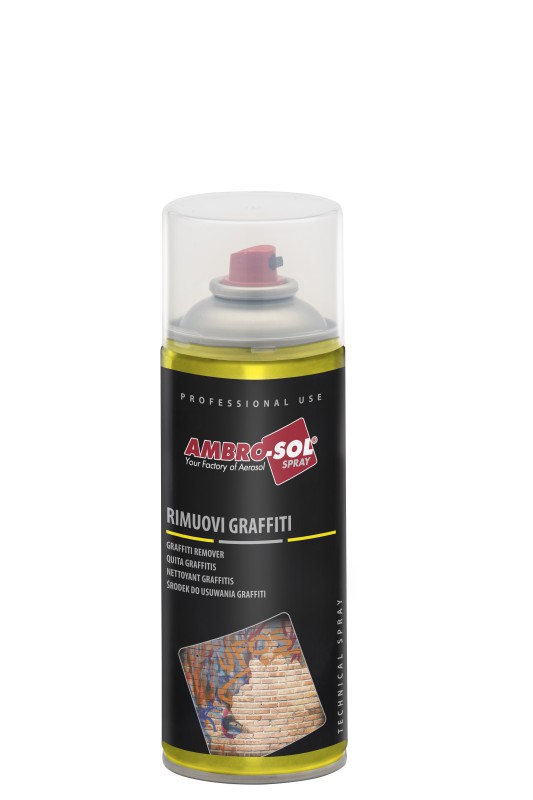 PROFESSIONAL USE
AMBRO-SOL®
Your Factory of Aerosol
SPRAY
RIMUOVI GRAFFITI
GRAFFITI REMOVER
QUITA GRAFFITIS
NETTOYANT GRAFFITIS
ŚRODEK DO USUWANIA GRAFFITI
TECHNICAL SPRAY